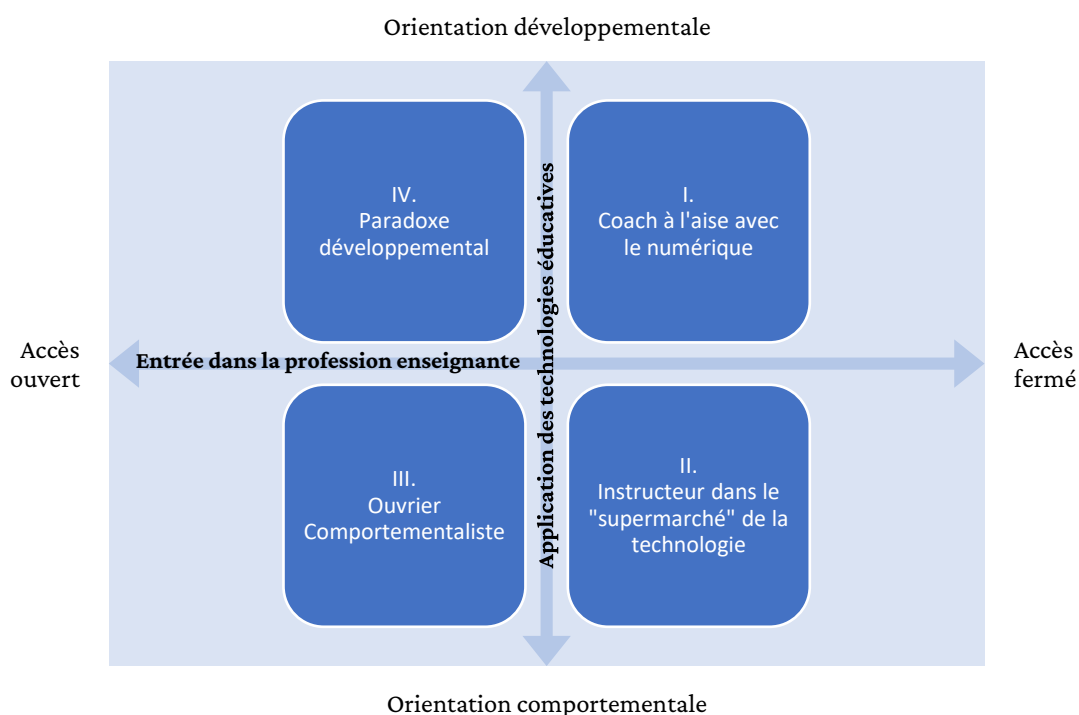 Orientation développementale
IV.
Paradoxe
développemental
I.
Coach à l'aise avec
le numérique
Application des technologies éducatives
Accès
ouvert
Entrée dans la profession enseignante
Accès
fermé
III.
Ouvrier
Comportementaliste
II.
Instructeur dans le
"supermarché" de la
technologie
Orientation comportementale